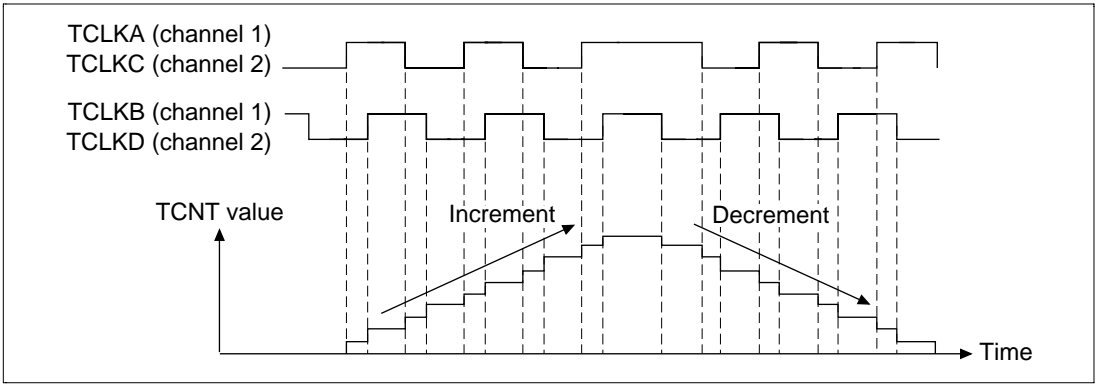 TCLKA (channel 1)
TCLKC (channel 2)
TCLKB (channel 1)
TCLKD (channel 2)
TCNT value
Increment
Decrement
Time